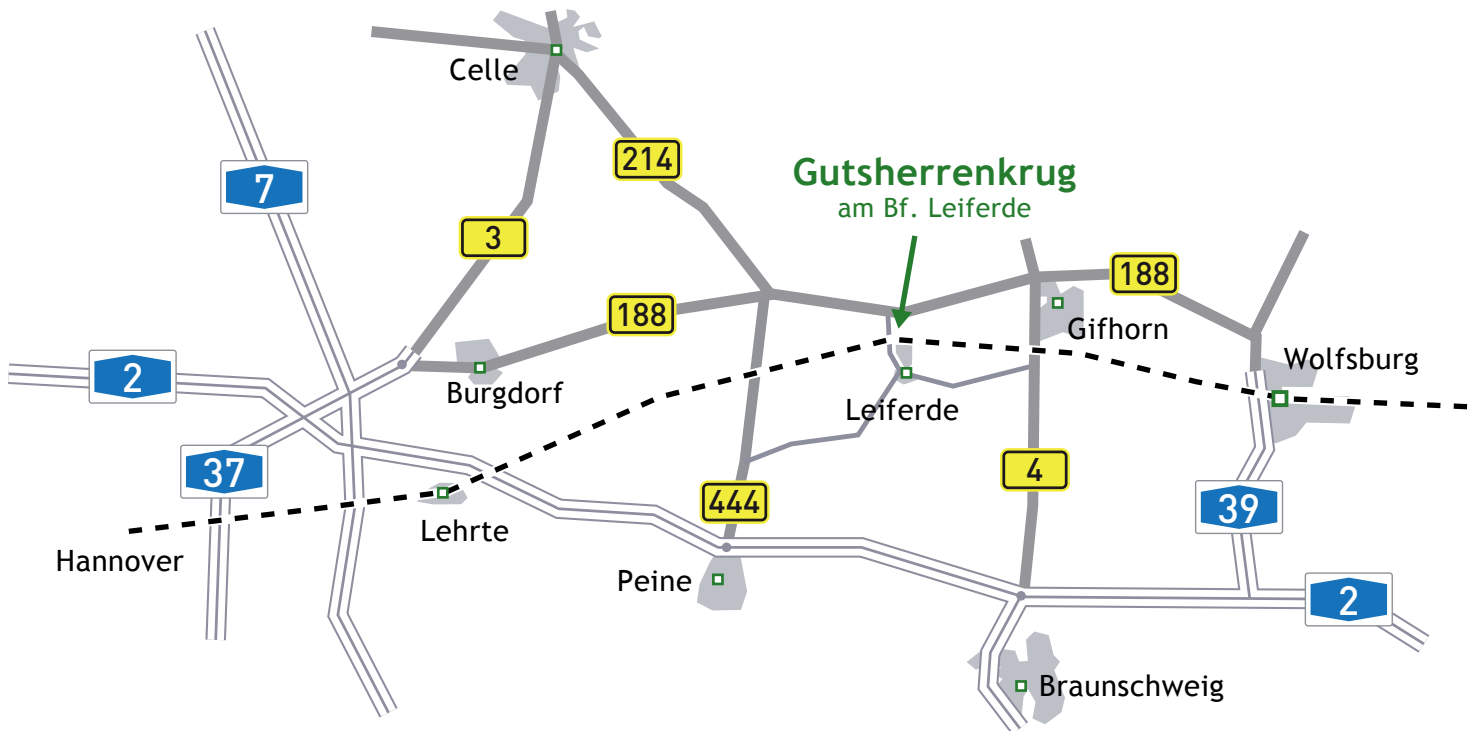 Celle
214
7
Gutsherrenkrug
am Bf. Leiferde
3
188
188
Gifhorn
2
Burgdorf
Wolfsburg
Leiferde
37
4
444
39
Lehrte
Hannover
Peine
2
Braunschweig